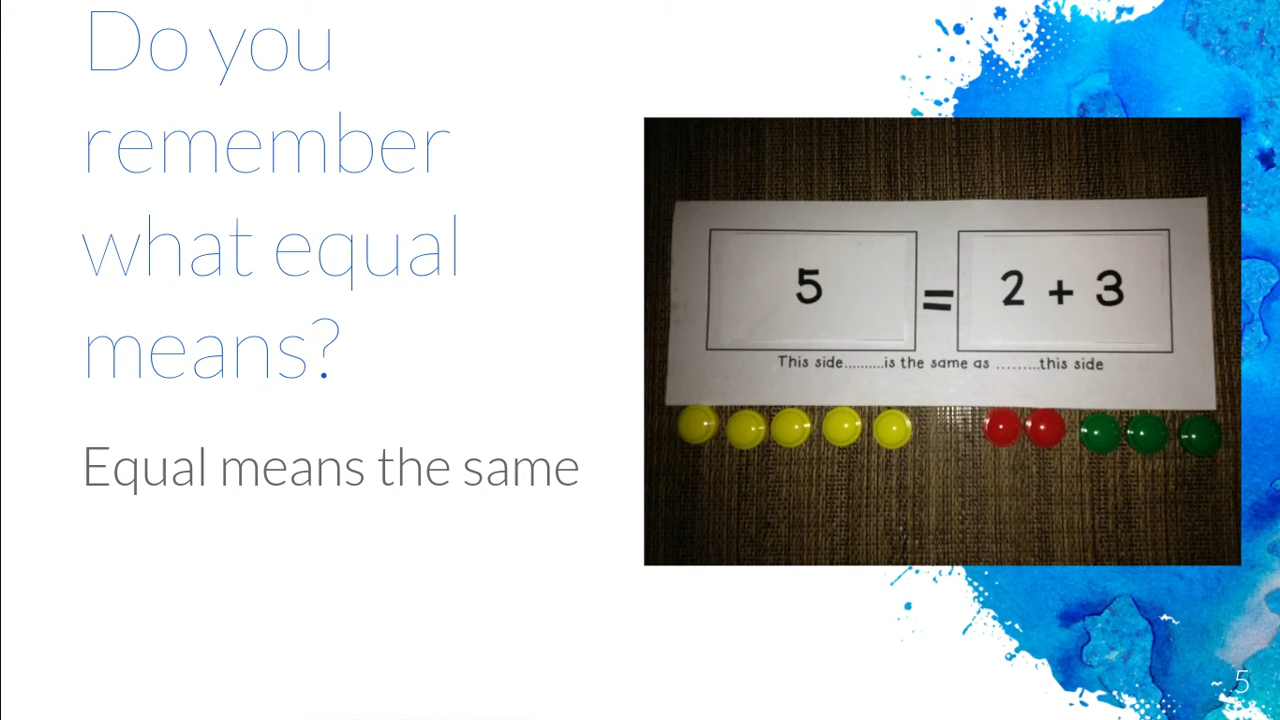 Do you
remember
what equal
means?
Equal means the same
5 = 2 + 3
This side..........is the same as .........this side
~ 5